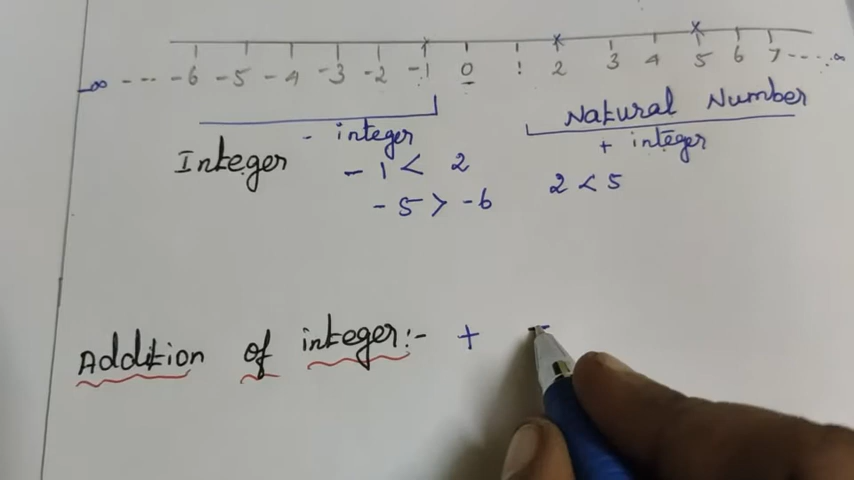 -∞ --- -6 -5 -4 -3 -2 -1 0 1 2 3 4 5 6 7 ----.∞
Natural Number
- integer
+ integer
Integer
-1 < 2
2 < 5
-5 > -6
Addition of integer:- + -